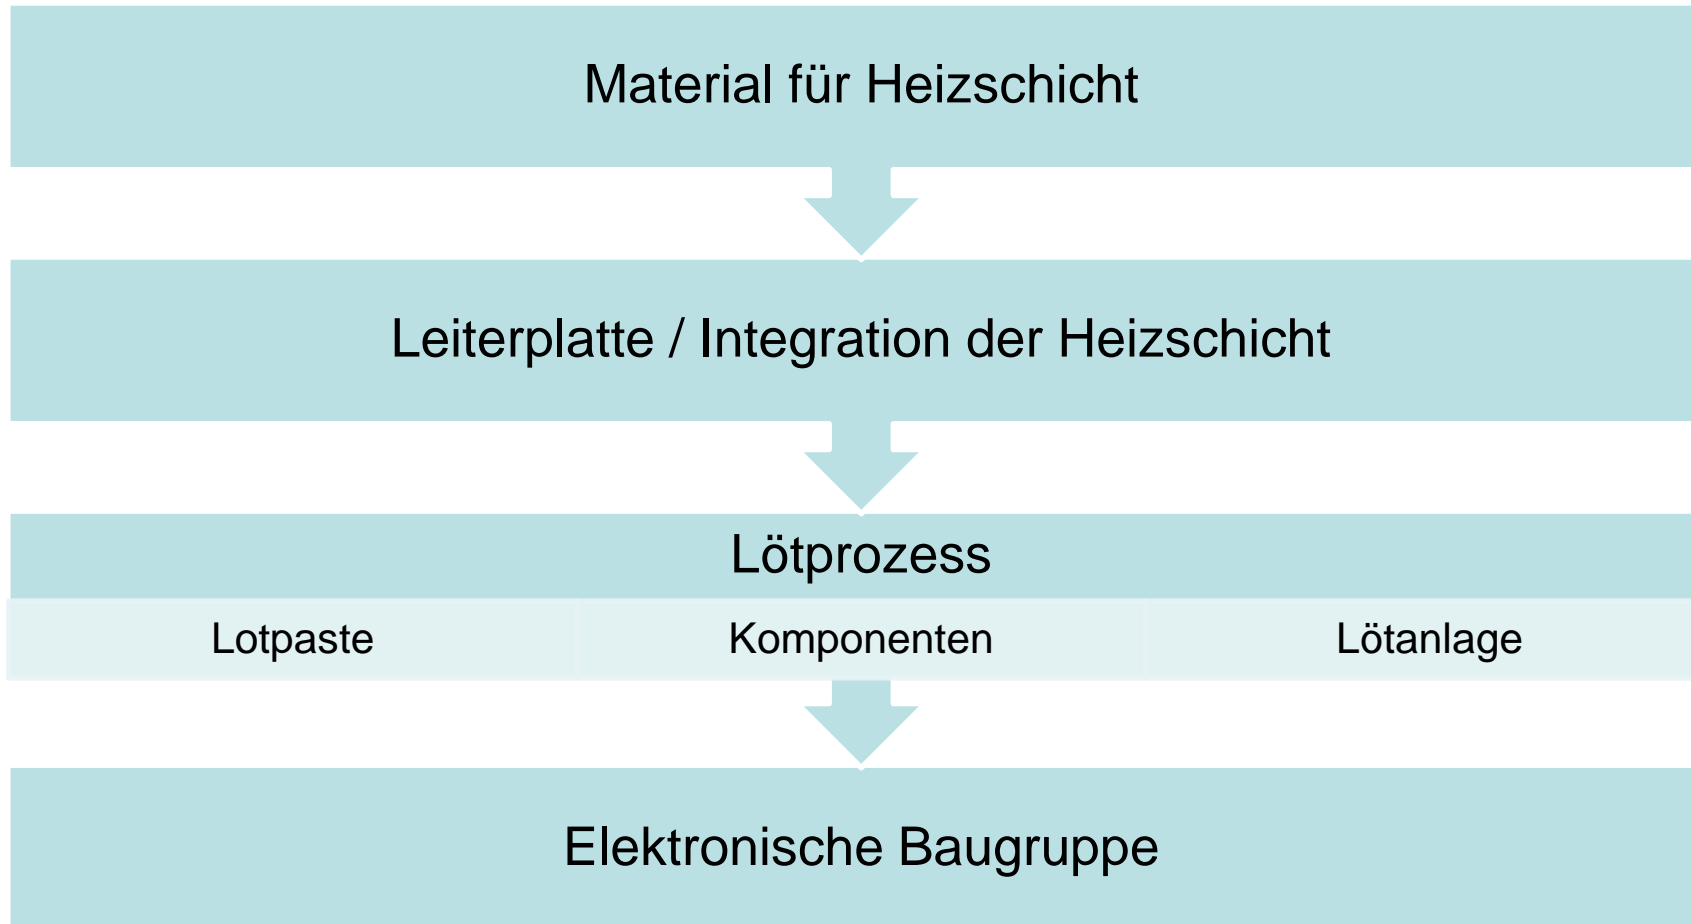 Material für Heizschicht
Leiterplatte / Integration der Heizschicht
Lötprozess
Lotpaste
Komponenten
Lötanlage
Elektronische Baugruppe